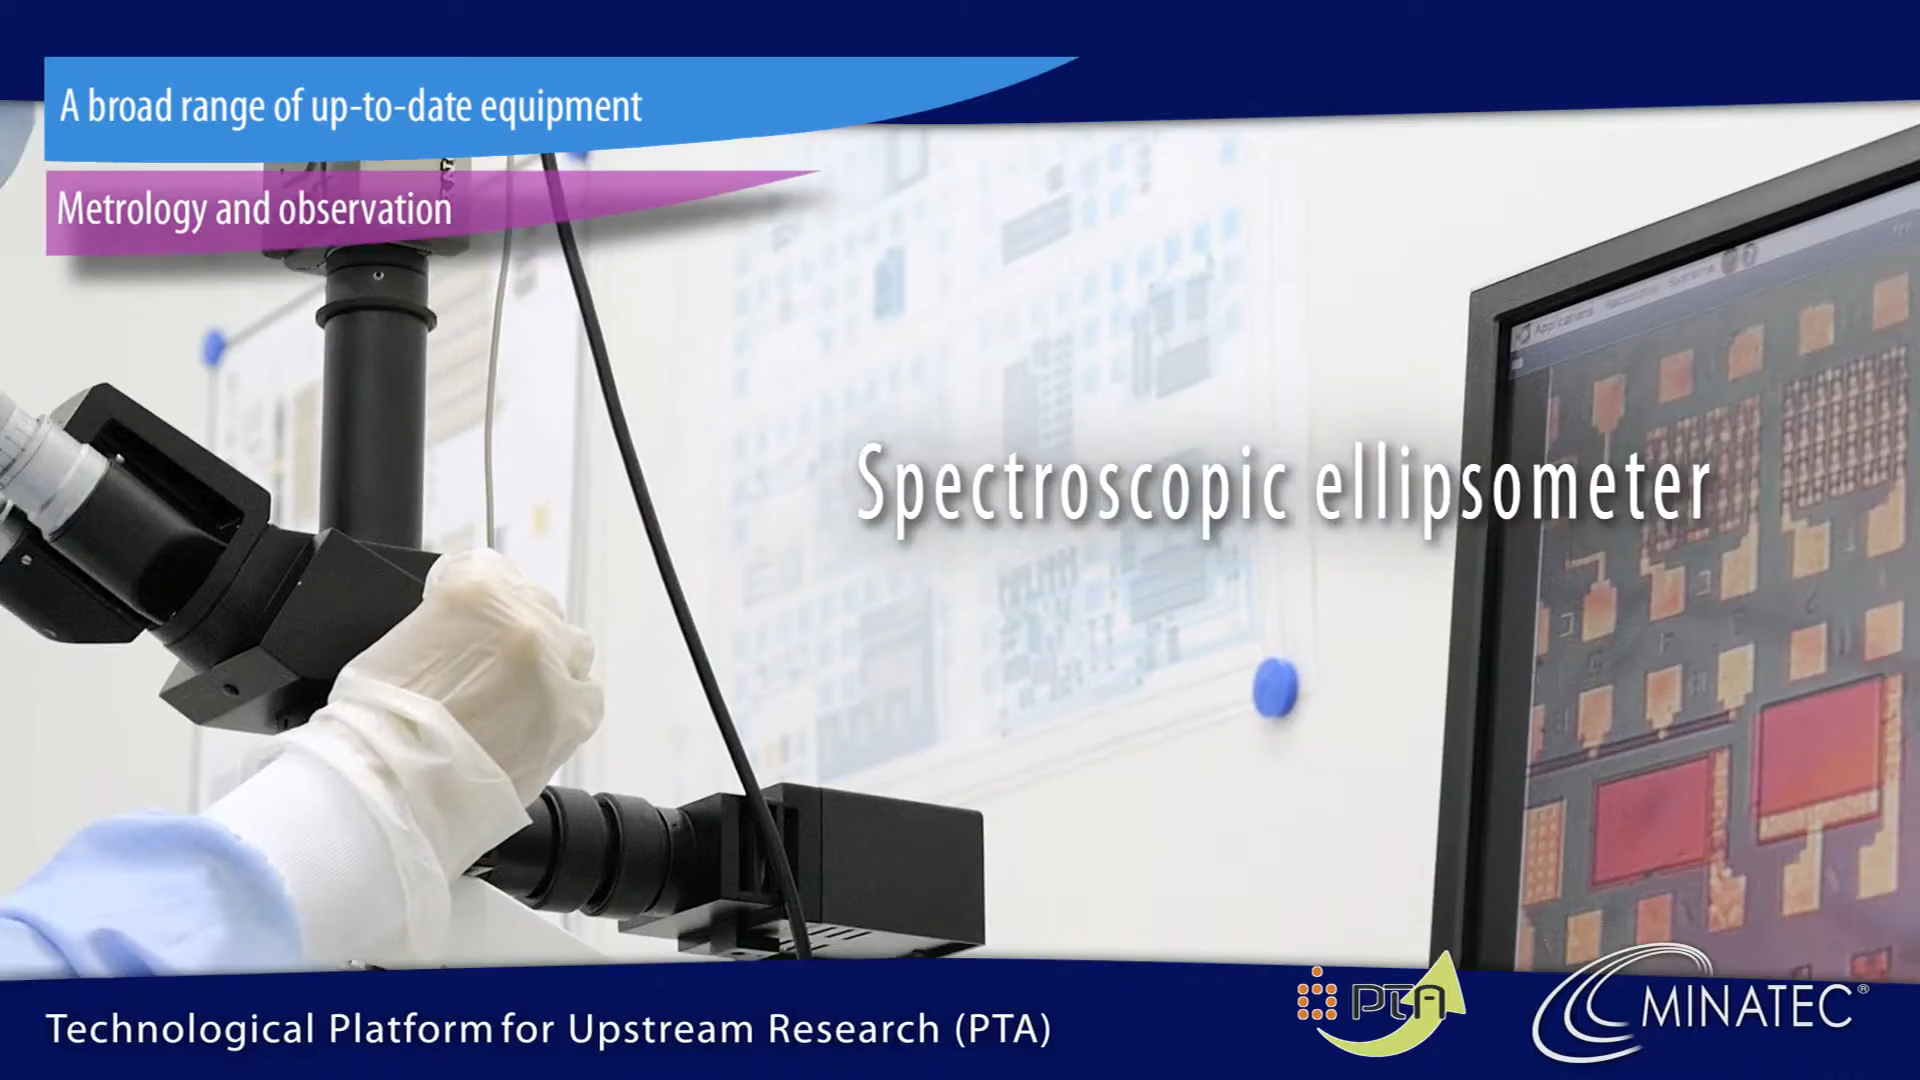 A broad range of up-to-date equipment
Metrology and observation
Spectroscopic ellipsometer
Applications
Technological Platform for Upstream Research (PTA)
PTA
MINATEC®